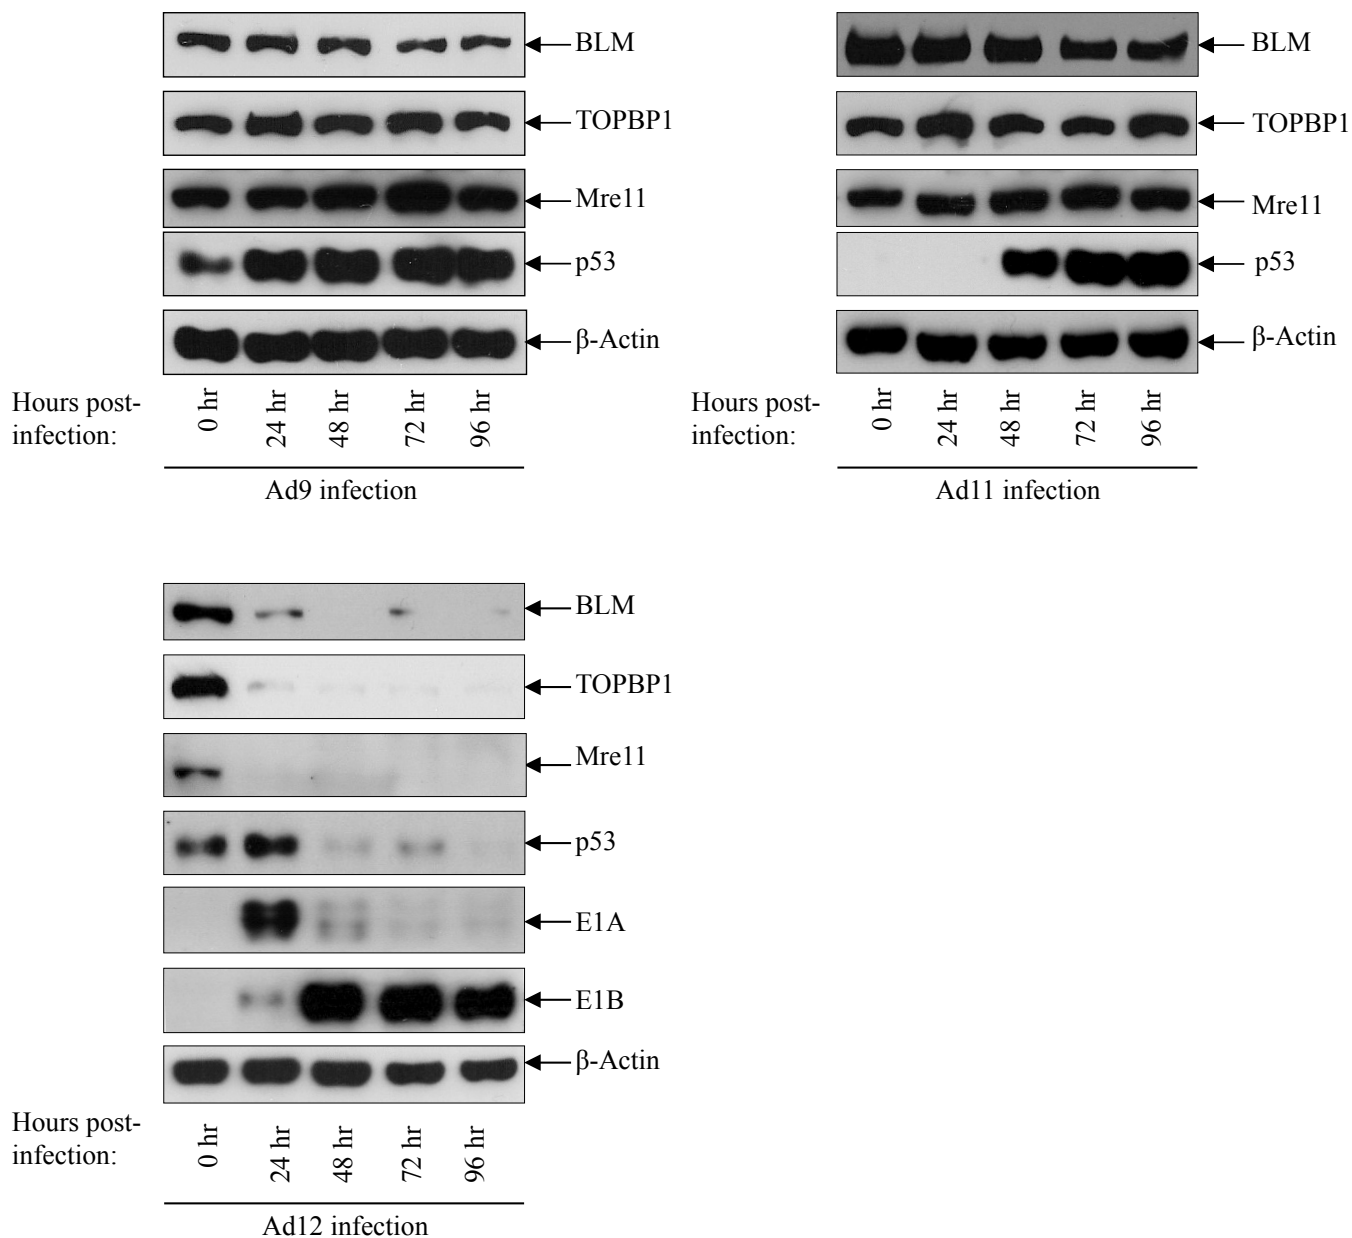 BLM
TOPBP1
Mre11
p53
β-Actin
Hours post-
infection:
0 hr
24 hr
48 hr
72 hr
96 hr
Ad9 infection
BLM
TOPBP1
Mre11
p53
β-Actin
Hours post-
infection:
0 hr
24 hr
48 hr
72 hr
96 hr
Ad11 infection
BLM
TOPBP1
Mre11
p53
E1A
E1B
β-Actin
Hours post-
infection:
0 hr
24 hr
48 hr
72 hr
96 hr
Ad12 infection